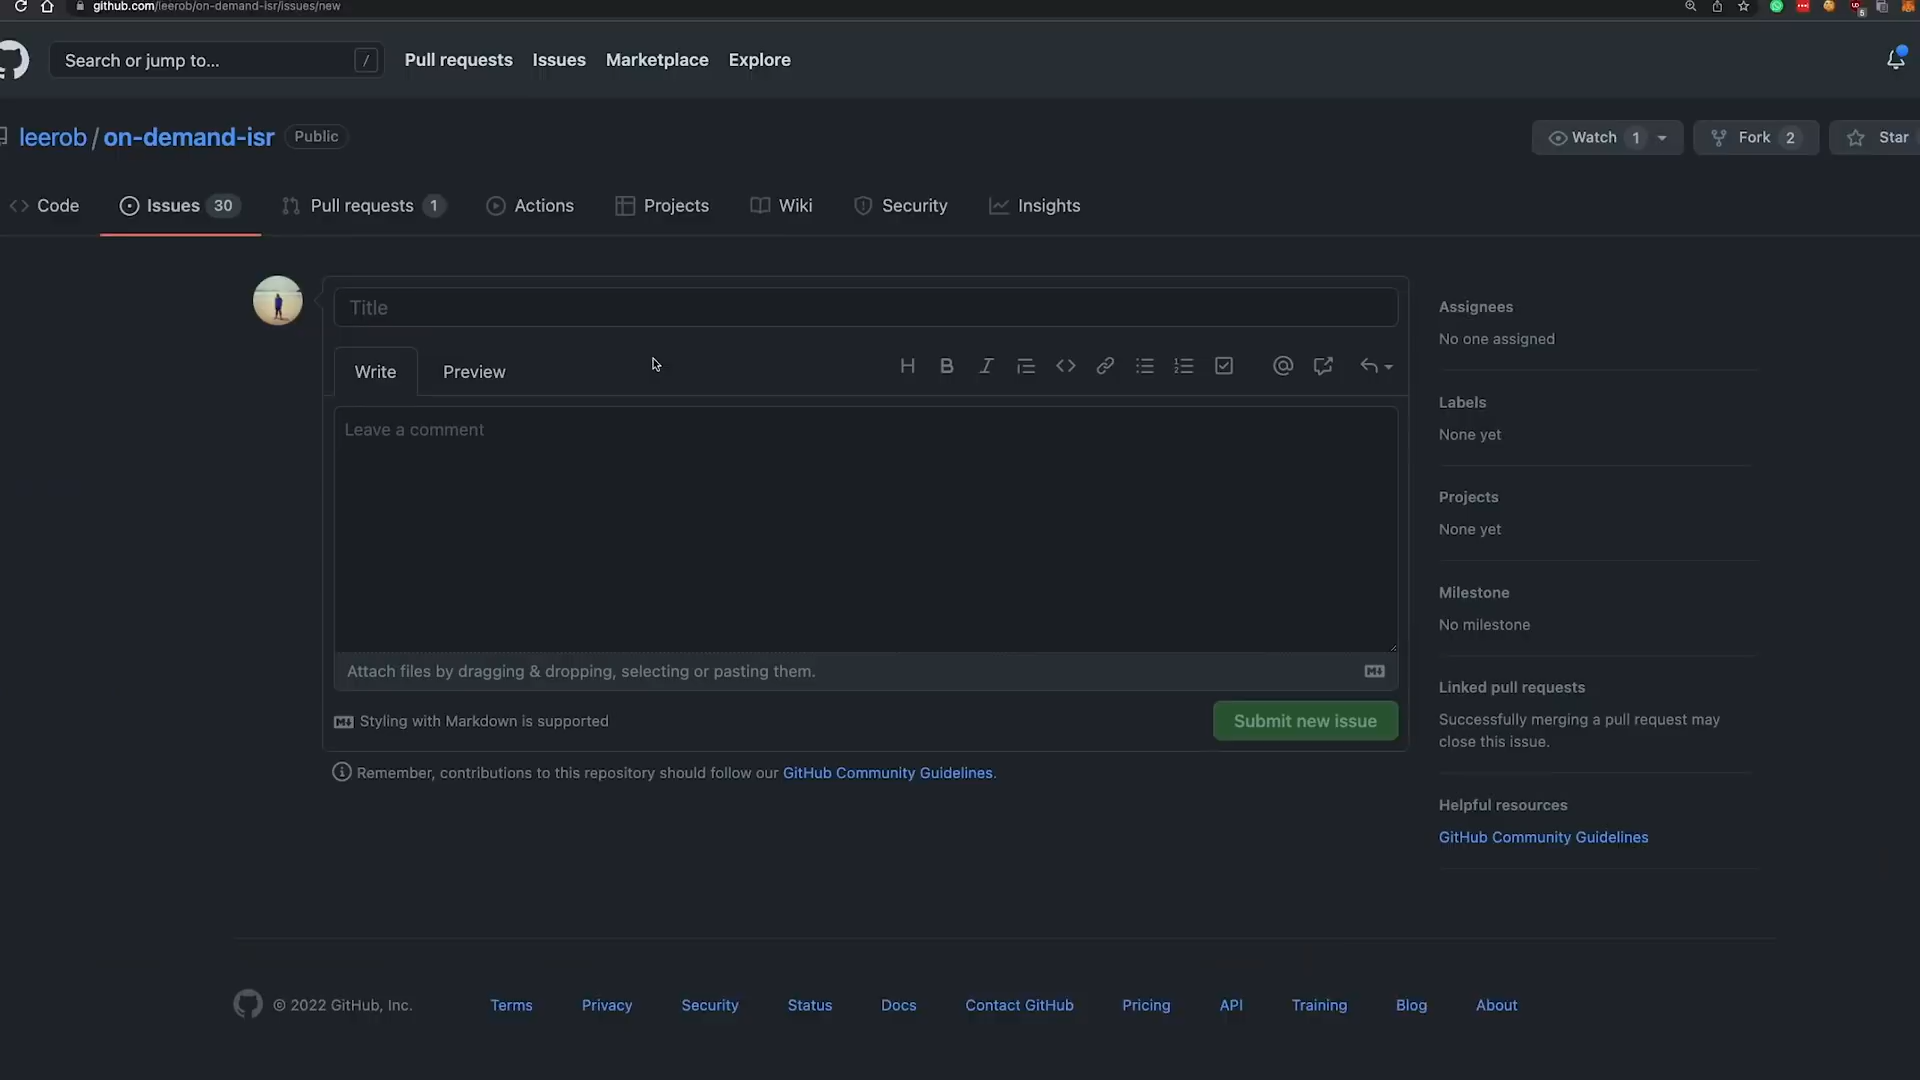 github.com/leerob/on-demand-isr/issues/new
Search or jump to... /
Pull requests Issues Marketplace Explore
leerob / on-demand-isr Public
Watch 1 Fork 2 Star
Code Issues 30 Pull requests 1 Actions Projects Wiki Security Insights
Title
Write Preview
Leave a comment
Attach files by dragging & dropping, selecting or pasting them.
Styling with Markdown is supported
Submit new issue
Remember, contributions to this repository should follow our GitHub Community Guidelines.
Assignees
No one assigned
Labels
None yet
Projects
None yet
Milestone
No milestone
Linked pull requests
Successfully merging a pull request may
close this issue.
Helpful resources
GitHub Community Guidelines
© 2022 GitHub, Inc. Terms Privacy Security Status Docs Contact GitHub Pricing API Training Blog About